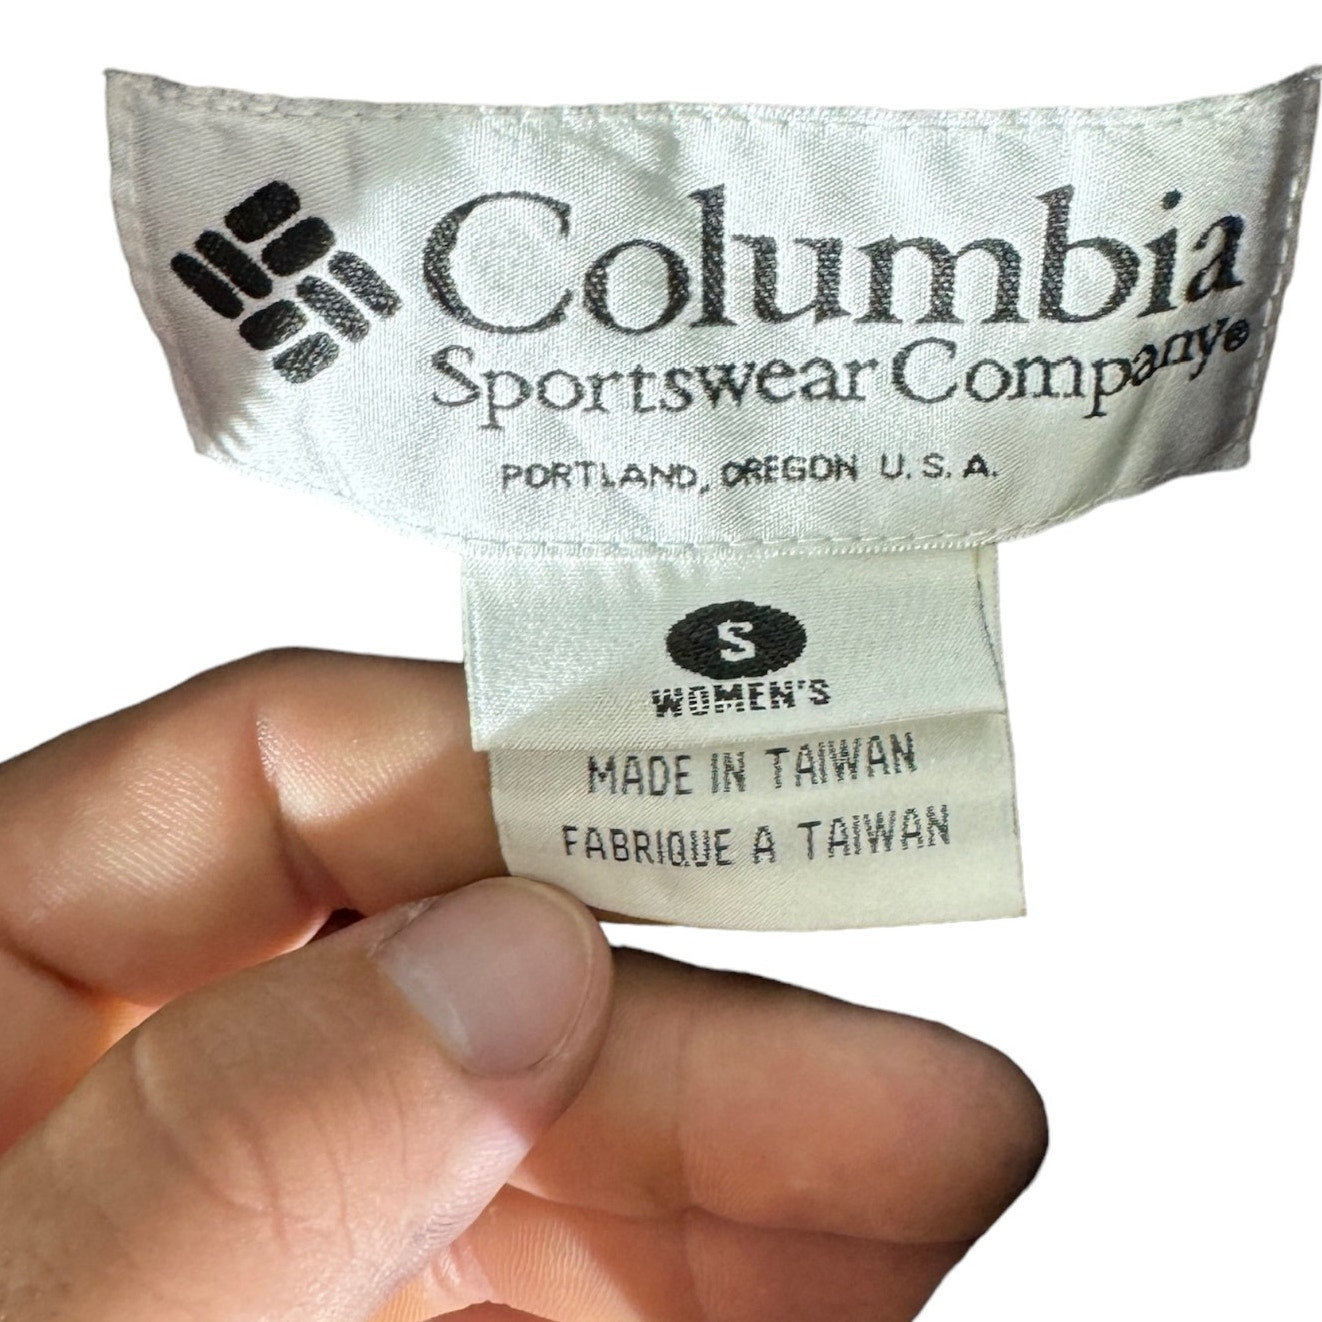 Columbia
Sportswear Company®
PORTLAND, OREGON U.S.A.
S
WOMEN'S
MADE IN TAIWAN
FABRIQUE A TAIWAN